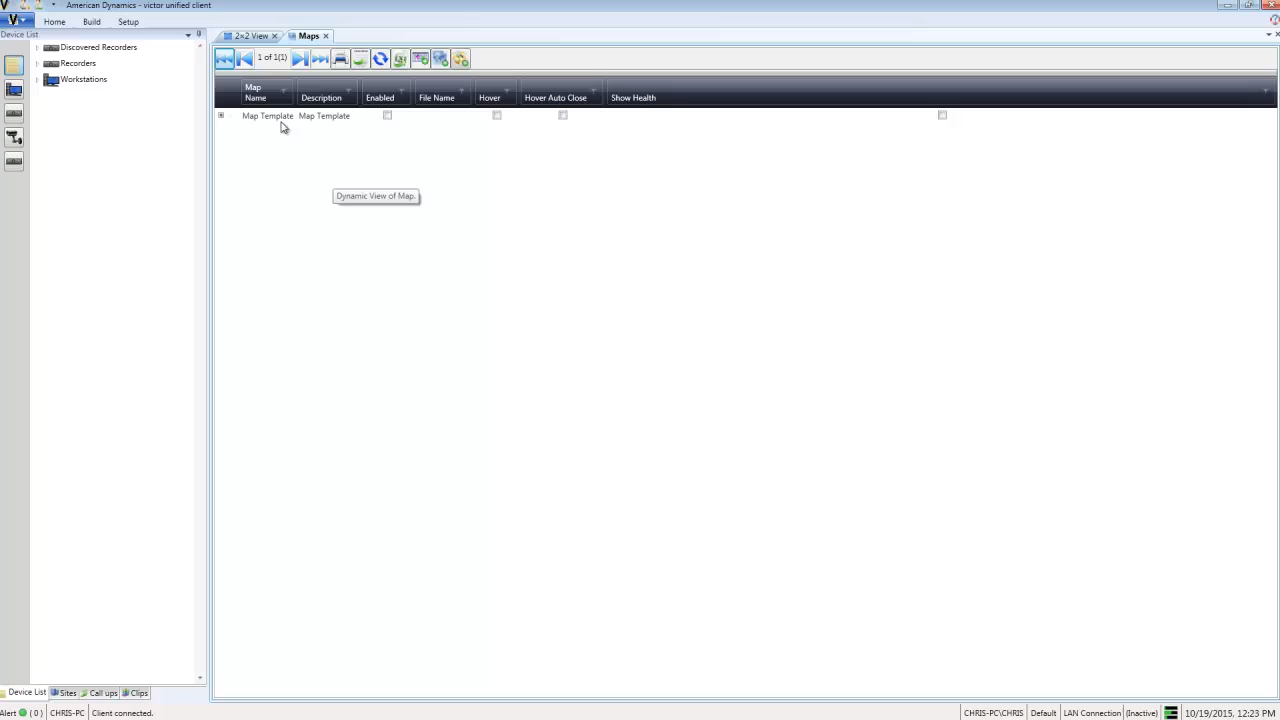 V American Dynamics - victor unified client
V Home Build Setup
Device List
2×2 View Maps
Discovered Recorders
Recorders
Workstations
1 of 1(1)
Map Name Description Enabled File Name Hover Hover Auto Close Show Health
Map Template Map Template
Dynamic View of Map.
Device List Sites Call ups Clips
Alert ( 0 ) CHRIS-PC Client connected. CHRIS-PC\CHRIS Default LAN Connection [Inactive] 10/19/2015, 12:23 PM